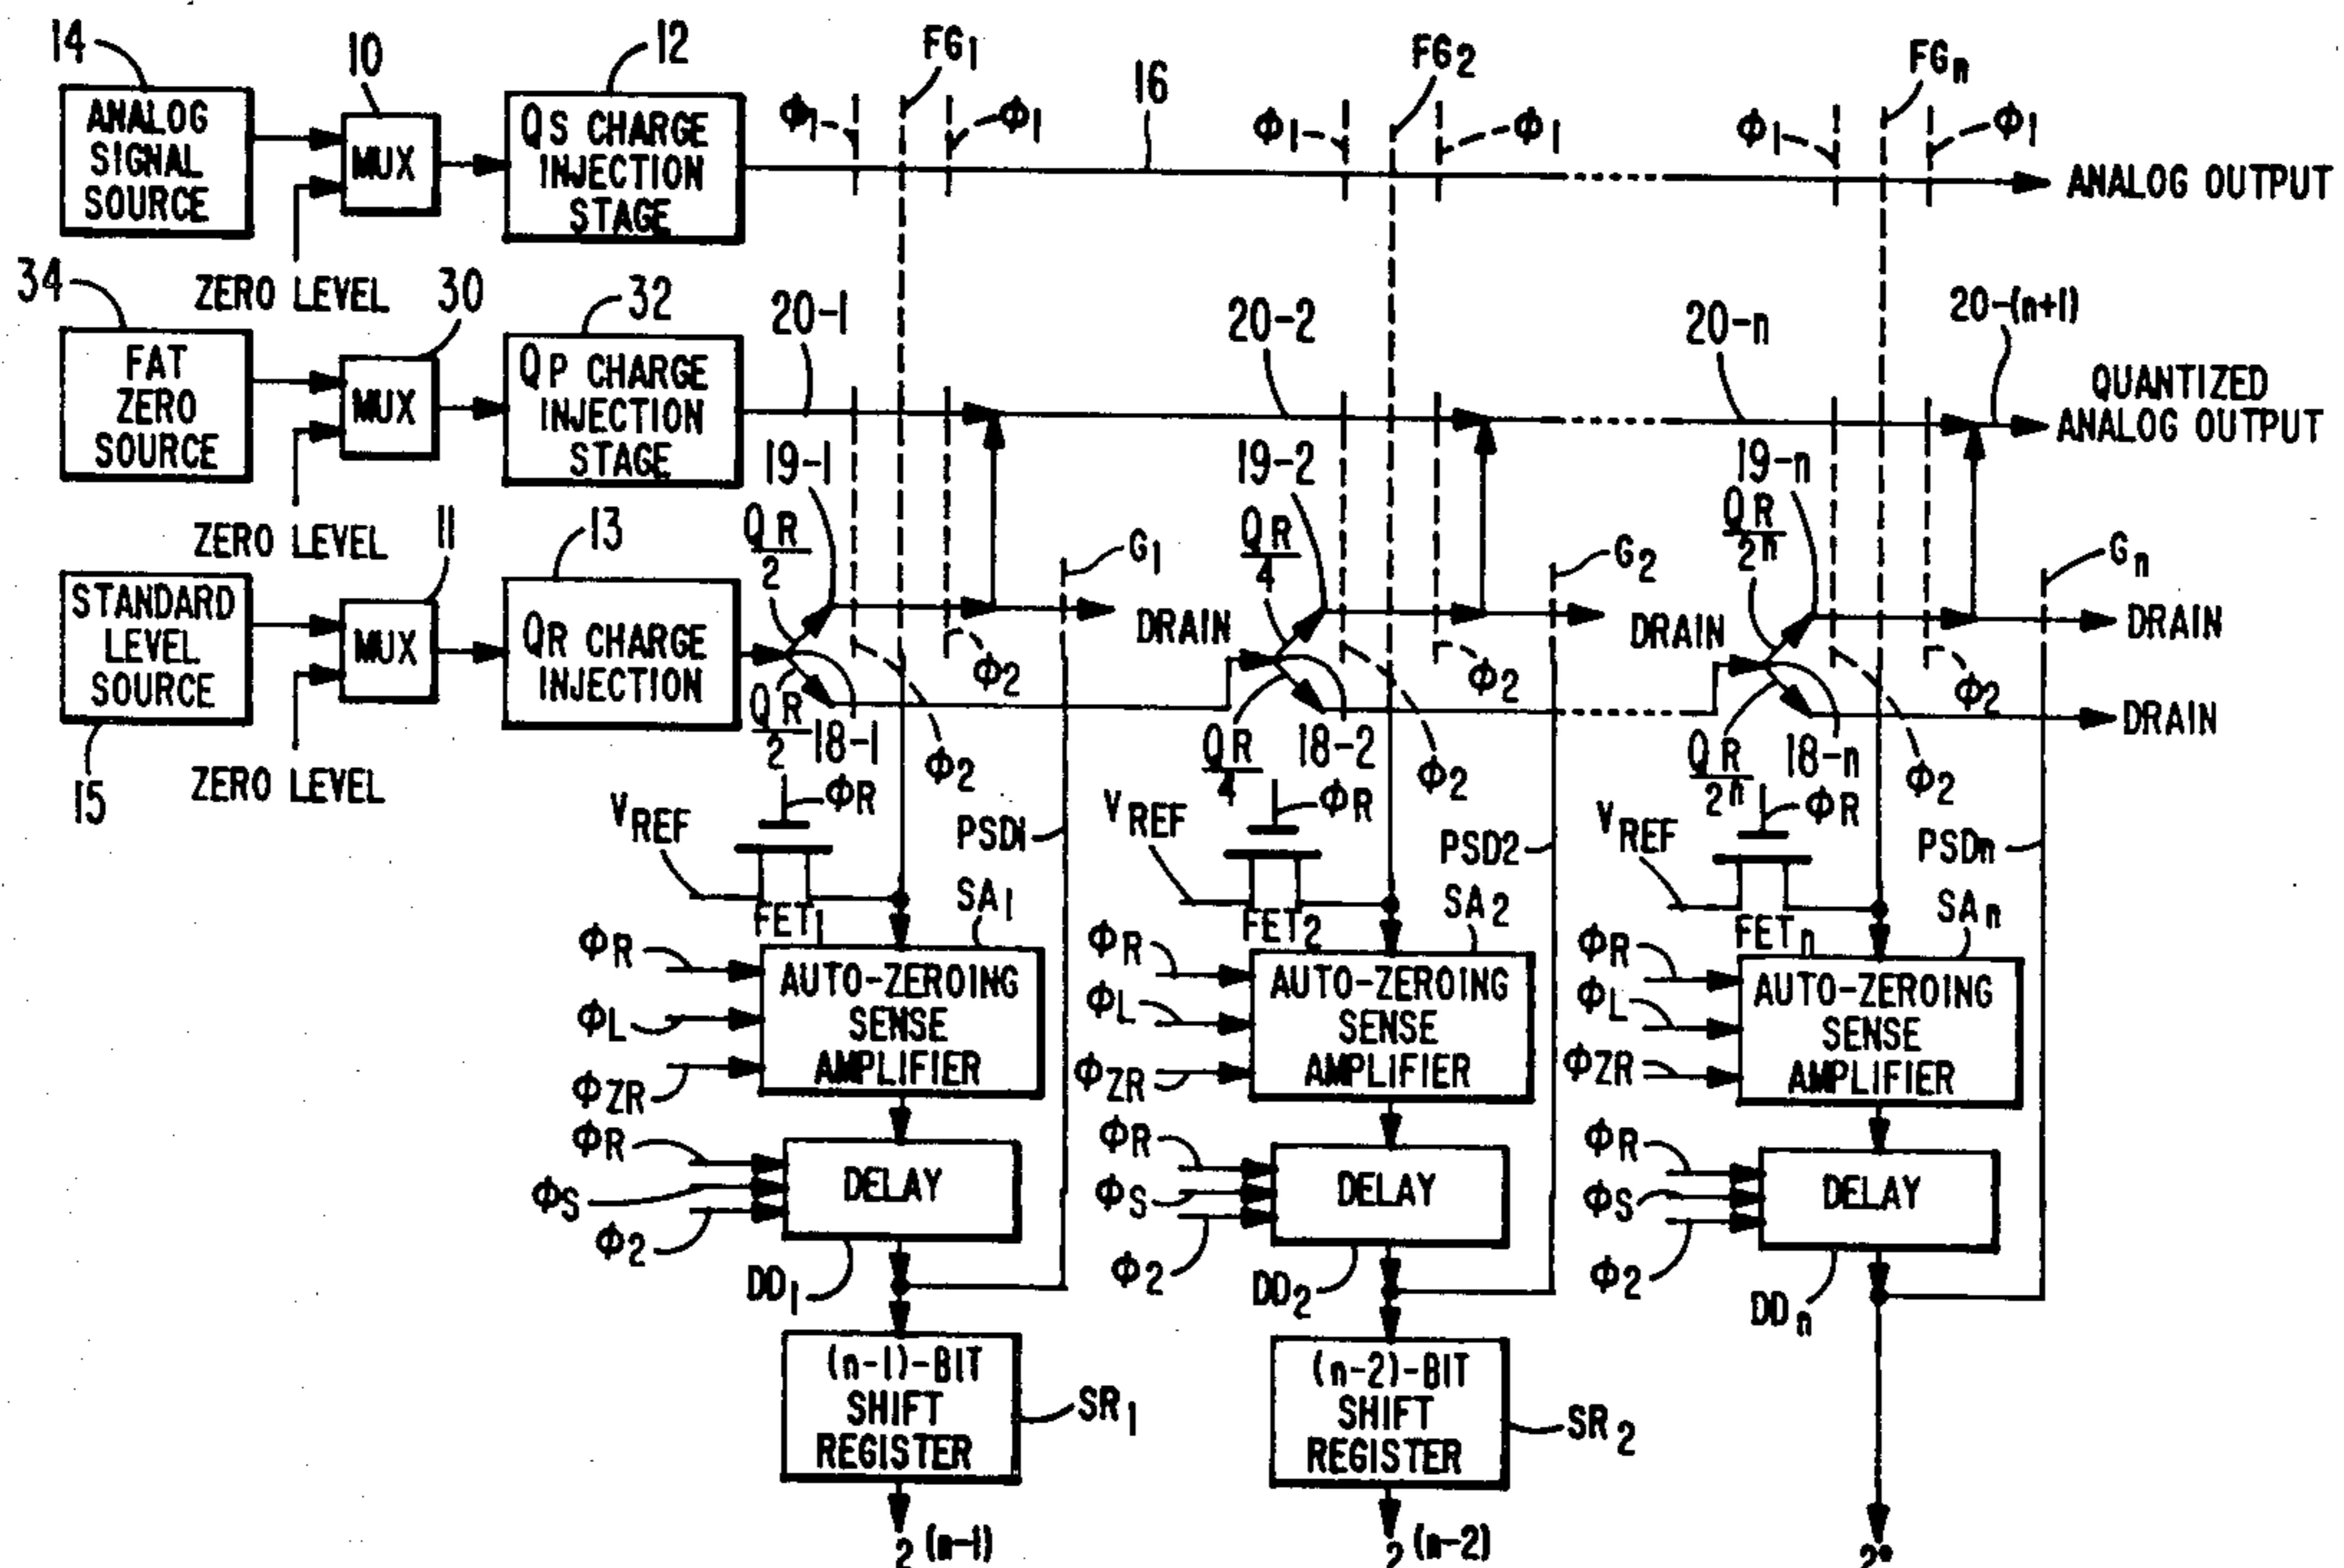 14
10
12
FG1
16
FG2
FGn
ANALOG SIGNAL SOURCE
MUX
QS CHARGE INJECTION STAGE
Φ1
Φ1
Φ1
Φ1
Φ1
Φ1
ANALOG OUTPUT
ZERO LEVEL
34
30
32
20-1
20-2
20-n
20-(n+1)
FAT ZERO SOURCE
MUX
QP CHARGE INJECTION STAGE
QUANTIZED ANALOG OUTPUT
ZERO LEVEL
11
13
19-1
19-2
19-n
QR/2
QR/4
QR/2ⁿ
G1
G2
Gn
STANDARD LEVEL SOURCE
MUX
QR CHARGE INJECTION
DRAIN
DRAIN
DRAIN
Φ2
Φ2
Φ2
DRAIN
QR/2
18-1
QR/4
18-2
QR/2ⁿ
18-n
Φ2
Φ2
Φ2
15
ZERO LEVEL
VREF
ΦR
PSD1
VREF
ΦR
PSD2
VREF
ΦR
PSDn
FET1
SA1
FET2
SA2
FETn
SAn
ΦR
ΦL
ΦZR
AUTO-ZEROING SENSE AMPLIFIER
ΦR
ΦL
ΦZR
AUTO-ZEROING SENSE AMPLIFIER
ΦR
ΦL
ΦZR
AUTO-ZEROING SENSE AMPLIFIER
ΦR
ΦS
Φ2
DELAY
DD1
ΦR
ΦS
Φ2
DELAY
DD2
ΦR
ΦS
Φ2
DELAY
DDn
(n-1)-BIT SHIFT REGISTER
SR1
(n-2)-BIT SHIFT REGISTER
SR2
2(n-1)
2(n-2)
2°